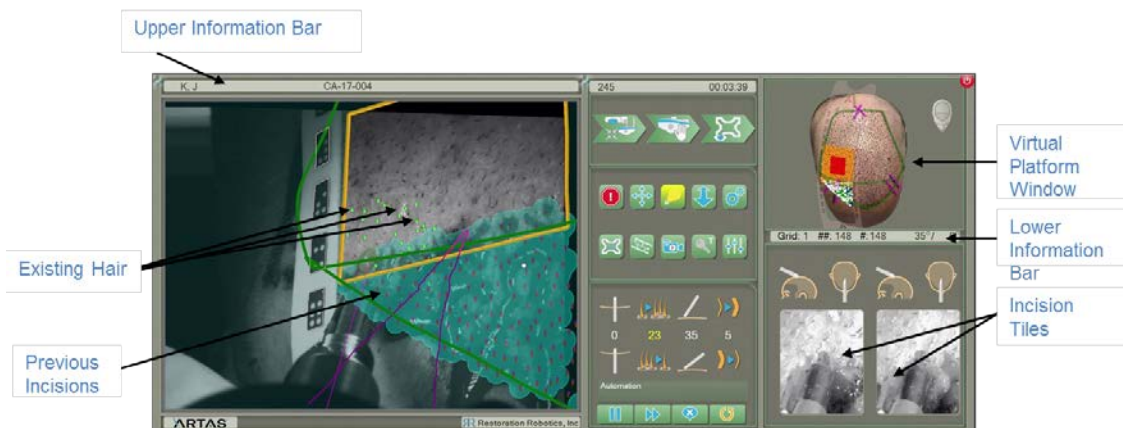 Upper Information Bar
K, J CA-17-004 245 00:03:39
Existing Hair
Previous
Incisions
0 23 35 5
Automation
ARTAS Restoration Robotics, Inc
Virtual
Platform
Window
Grid: 1 ##: 148 #:148 35°/
Lower
Information
Bar
Incision
Tiles